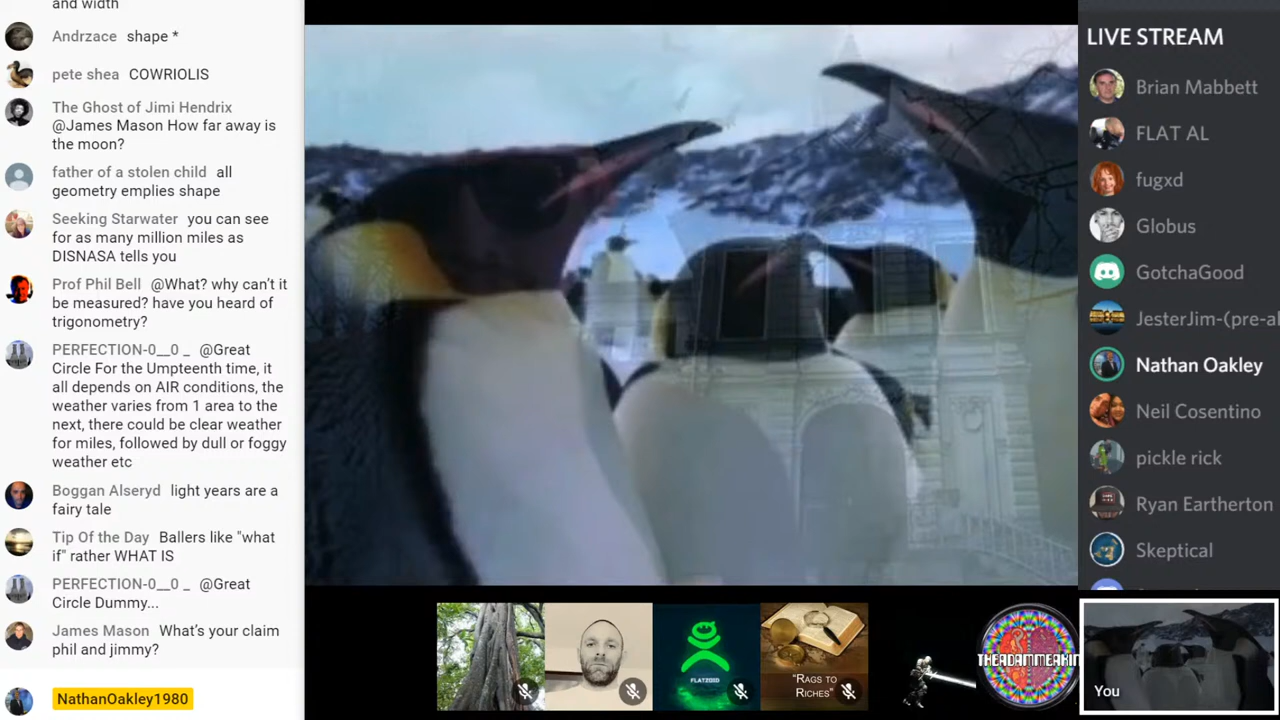 and width
Andrzace shape *
pete shea COWRIOLIS
The Ghost of Jimi Hendrix
@James Mason How far away is
the moon?
father of a stolen child all
geometry emplies shape
Seeking Starwater you can see
for as many million miles as
DISNASA tells you
Prof Phil Bell @What? why can't it
be measured? have you heard of
trigonometry?
PERFECTION-0__0 _ @Great
Circle For the Umpteenth time, it
all depends on AIR conditions, the
weather varies from 1 area to the
next, there could be clear weather
for miles, followed by dull or foggy
weather etc
Boggan Alseryd light years are a
fairy tale
Tip Of the Day Ballers like "what
if" rather WHAT IS
PERFECTION-0__0 _ @Great
Circle Dummy...
James Mason What's your claim
phil and jimmy?
NathanOakley1980
FLATZOID
"RAGS TO
RICHES"
THEADAMMEAKIN
LIVE STREAM
Brian Mabbett
FLAT AL
fugxd
Globus
GotchaGood
JesterJim-(pre-al
Nathan Oakley
Neil Cosentino
pickle rick
Ryan Eartherton
Skeptical
You